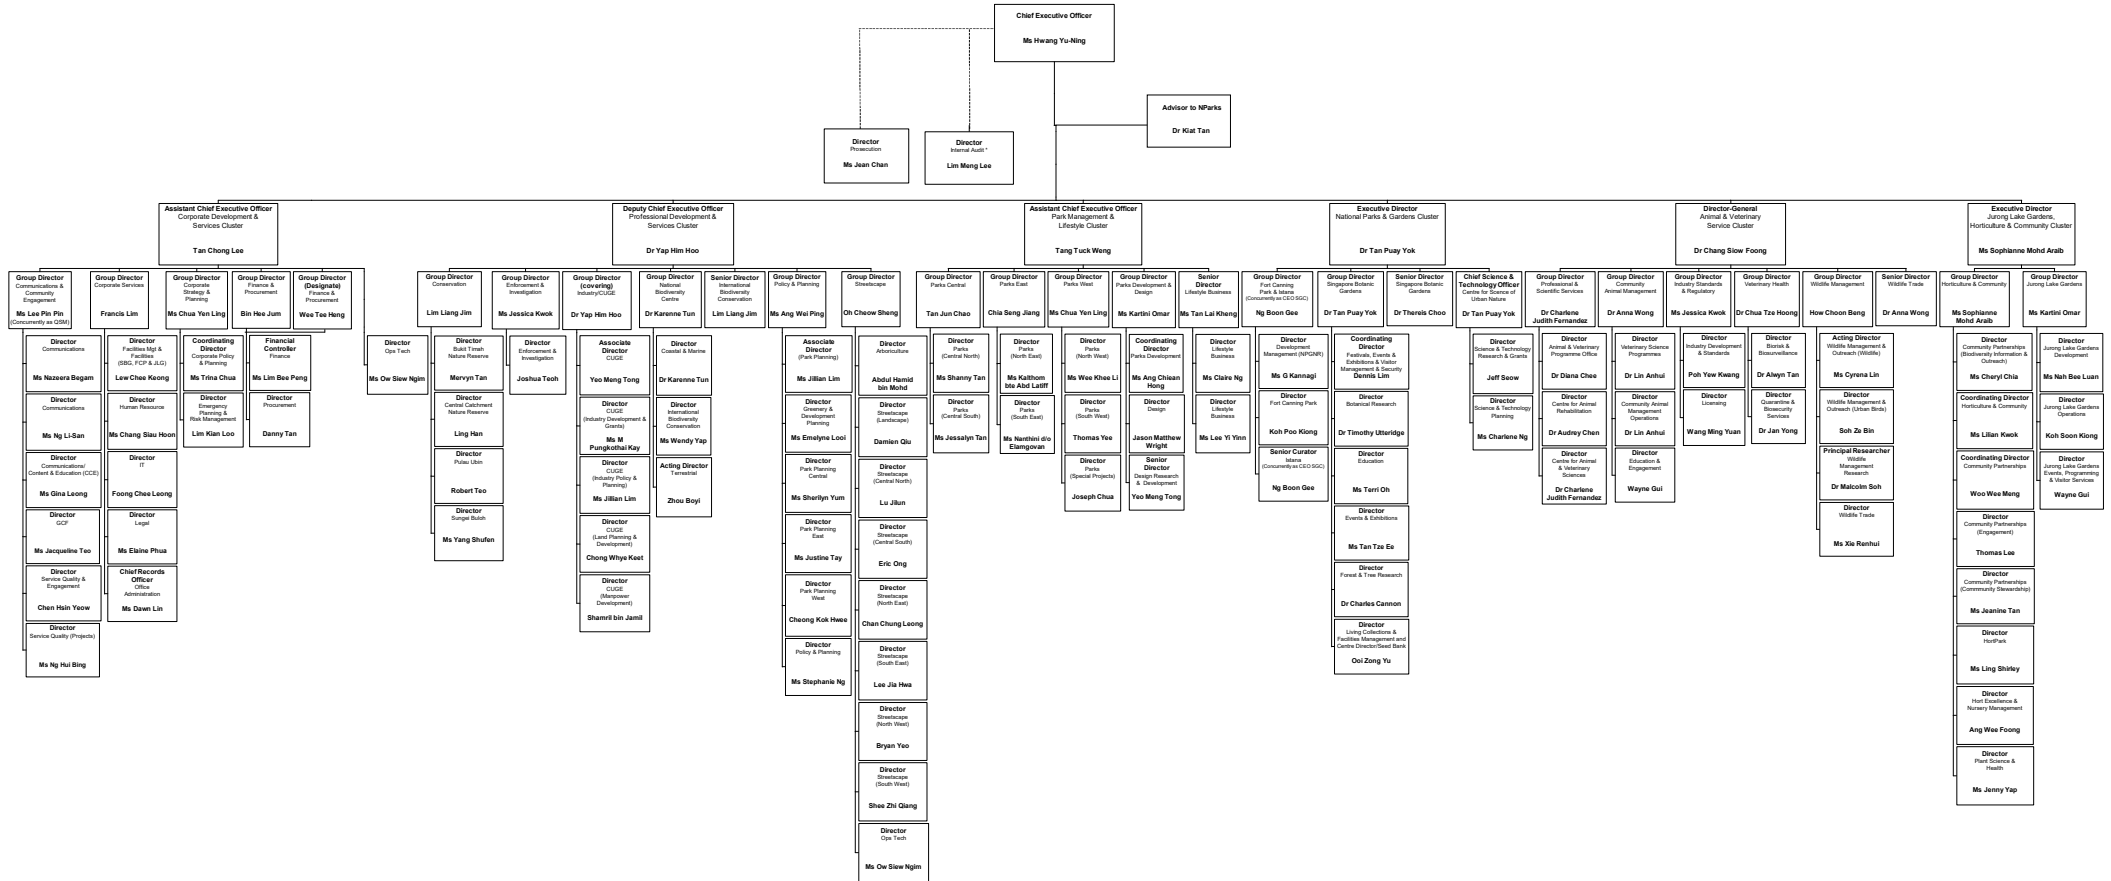 Chief Executive Officer
Ms Hwang Yu-Ning
Advisor to NParks
Dr Kiat Tan
Director
Prosecution
Ms Jean Chan
Director
Internal Audit *
Lim Meng Lee
Assistant Chief Executive Officer
Corporate Development &
Services Cluster
Tan Chong Lee
Deputy Chief Executive Officer
Professional Development &
Services Cluster
Dr Yap Him Hoo
Assistant Chief Executive Officer
Park Management &
Lifestyle Cluster
Tang Tuck Weng
Executive Director
National Parks & Gardens Cluster
Dr Tan Puay Yok
Director-General
Animal & Veterinary
Service Cluster
Dr Chang Siow Foong
Executive Director
Jurong Lake Gardens,
Horticulture & Community Cluster
Ms Sophianne Mohd Araib
Group Director
Communications &
Community
Engagement
Ms Lee Pin Pin
(Concurrently as QSM)
Group Director
Corporate Services
Francis Lim
Group Director
Corporate
Strategy &
Planning
Ms Chua Yen Ling
Group Director
Finance &
Procurement
Bin Hee Jum
Group Director
(Designate)
Finance &
Procurement
Wee Tee Heng
Group Director
Conservation
Lim Liang Jim
Group Director
Enforcement &
Investigation
Ms Jessica Kwok
Group Director
(covering)
Industry/CUGE
Dr Yap Him Hoo
Group Director
National
Biodiversity
Centre
Dr Karenne Tun
Senior Director
International
Biodiversity
Conservation
Lim Liang Jim
Group Director
Policy & Planning
Ms Ang Wei Ping
Group Director
Streetscape
Oh Cheow Sheng
Group Director
Parks Central
Tan Jun Chao
Group Director
Parks East
Chia Seng Jiang
Group Director
Parks West
Ms Chua Yen Ling
Group Director
Parks Development &
Design
Ms Kartini Omar
Senior
Director
Lifestyle Business
Ms Tan Lai Kheng
Group Director
Fort Canning
Park & Istana
(Concurrently as CEO SGC)
Ng Boon Gee
Group Director
Singapore Botanic
Gardens
Dr Tan Puay Yok
Senior Director
Singapore Botanic
Gardens
Dr Thereis Choo
Chief Science &
Technology Officer
Centre for Science of
Urban Nature
Dr Tan Puay Yok
Group Director
Professional &
Scientific Services
Dr Charlene
Judith Fernandez
Group Director
Community
Animal Management
Dr Anna Wong
Group Director
Industry Standards
& Regulatory
Ms Jessica Kwok
Group Director
Veterinary Health
Dr Chua Tze Hoong
Group Director
Wildlife Management
How Choon Beng
Senior Director
Wildlife Trade
Dr Anna Wong
Group Director
Horticulture & Community
Ms Sophianne
Mohd Araib
Group Director
Jurong Lake Gardens
Ms Kartini Omar
Director
Communications
Ms Nazeera Begam
Director
Communications
Ms Ng Li-San
Director
Communications/
Content & Education (CCE)
Ms Gina Leong
Director
GCF
Ms Jacqueline Teo
Director
Service Quality &
Engagement
Chen Hsin Yeow
Director
Service Quality (Projects)
Ms Ng Hui Bing
Director
Facilities Mgt &
Facilities
(SBG, FCP & JLG)
Lew Chee Keong
Director
Human Resource
Ms Chang Siau Hoon
Director
IT
Foong Chee Leong
Director
Legal
Ms Elaine Phua
Chief Records
Officer
Office
Administration
Ms Dawn Lin
Coordinating
Director
Corporate Policy
& Planning
Ms Trina Chua
Director
Emergency
Planning &
Risk Management
Lim Kian Loo
Financial
Controller
Finance
Ms Lim Bee Peng
Director
Procurement
Danny Tan
Director
Ops Tech
Ms Ow Siew Ngim
Director
Bukit Timah
Nature Reserve
Mervyn Tan
Director
Central Catchment
Nature Reserve
Ling Han
Director
Pulau Ubin
Robert Teo
Director
Sungei Buloh
Ms Yang Shufen
Director
Enforcement &
Investigation
Joshua Teoh
Associate
Director
CUGE
Yeo Meng Tong
Director
CUGE
(Industry Development &
Grants)
Ms M
Pungkothai Kay
Director
CUGE
(Industry Policy &
Planning)
Ms Jillian Lim
Director
CUGE
(Land Planning &
Development)
Chong Whye Keet
Director
CUGE
(Manpower
Development)
Shamril bin Jamil
Director
Coastal & Marine
Dr Karenne Tun
Director
International
Biodiversity
Conservation
Ms Wendy Yap
Acting Director
Terrestrial
Zhou Boyi
Associate
Director
(Park Planning)
Ms Jillian Lim
Director
Greenery &
Development
Planning
Ms Emelyne Looi
Director
Park Planning
Central
Ms Sherilyn Yum
Director
Park Planning
East
Ms Justine Tay
Director
Park Planning
West
Cheong Kok Hwee
Director
Policy & Planning
Ms Stephanie Ng
Director
Arboriculture
Abdul Hamid
bin Mohd
Director
Streetscape
(Landscape)
Damien Qiu
Director
Streetscape
(Central North)
Lu Jilun
Director
Streetscape
(Central South)
Eric Ong
Director
Streetscape
(North East)
Chan Chung Leong
Director
Streetscape
(South East)
Lee Jia Hwa
Director
Streetscape
(North West)
Bryan Yeo
Director
Streetscape
(South West)
Shee Zhi Qiang
Director
Ops Tech
Ms Ow Siew Ngim
Director
Parks
(Central North)
Ms Shanny Tan
Director
Parks
(Central South)
Ms Jessalyn Tan
Director
Parks
(North East)
Ms Kalthom
bte Abd Latiff
Director
Parks
(South East)
Ms Nanthini d/o
Elamgovan
Director
Parks
(North West)
Ms Wee Khee Li
Director
Parks
(South West)
Thomas Yee
Director
Parks
(Special Projects)
Joseph Chua
Coordinating
Director
Parks Development
Ms Ang Chiean
Hong
Director
Design
Jason Matthew
Wright
Senior
Director
Design Research
& Development
Yeo Meng Tong
Director
Lifestyle
Business
Ms Claire Ng
Director
Lifestyle
Business
Ms Lee Yi Yinn
Director
Development
Management (NPGNR)
Ms G Kannagi
Director
Fort Canning Park
Koh Poo Kiong
Senior Curator
Istana
(Concurrently as CEO SGC)
Ng Boon Gee
Coordinating
Director
Festivals, Events &
Exhibitions & Visitor
Management & Security
Dennis Lim
Director
Botanical Research
Dr Timothy Utteridge
Director
Education
Ms Terri Oh
Director
Events & Exhibitions
Ms Tan Tze Ee
Director
Forest & Tree Research
Dr Charles Cannon
Director
Living Collections &
Facilities Management and
Centre Director/Seed Bank
Ooi Zong Yu
Director
Science & Technology
Research & Grants
Jeff Seow
Director
Science & Technology
Planning
Ms Charlene Ng
Director
Animal & Veterinary
Programme Office
Dr Diana Chee
Director
Centre for Animal
Rehabilitation
Dr Audrey Chen
Director
Centre for Animal
& Veterinary
Sciences
Dr Charlene
Judith Fernandez
Director
Veterinary Science
Programmes
Dr Lin Anhui
Director
Community Animal
Management
Operations
Dr Lin Anhui
Director
Education &
Engagement
Wayne Gui
Director
Industry Development
& Standards
Poh Yew Kwang
Director
Licensing
Wang Ming Yuan
Director
Biorisk &
Biosurveillance
Dr Alwyn Tan
Director
Quarantine &
Biosecurity
Services
Dr Jan Yong
Acting Director
Wildlife Management &
Outreach (Wildlife)
Ms Cyrena Lin
Director
Wildlife Management &
Outreach (Urban Birds)
Soh Ze Bin
Principal Researcher
Wildlife
Management
Research
Dr Malcolm Soh
Director
Wildlife Trade
Ms Xie Renhui
Director
Community Partnerships
(Biodiversity Information &
Outreach)
Ms Cheryl Chia
Coordinating Director
Horticulture & Community
Ms Lilian Kwok
Coordinating Director
Community Partnerships
Woo Wee Meng
Director
Community Partnerships
(Engagement)
Thomas Lee
Director
Community Partnerships
(Commmunity Stewardship)
Ms Jeanine Tan
Director
HortPark
Ms Ling Shirley
Director
Hort Excellence &
Nursery Management
Ang Wee Foong
Director
Plant Science &
Health
Ms Jenny Yap
Director
Jurong Lake Gardens
Development
Ms Nah Bee Luan
Director
Jurong Lake Gardens
Operations
Koh Soon Kiong
Director
Jurong Lake Gardens
Events, Programming
& Visitor Services
Wayne Gui